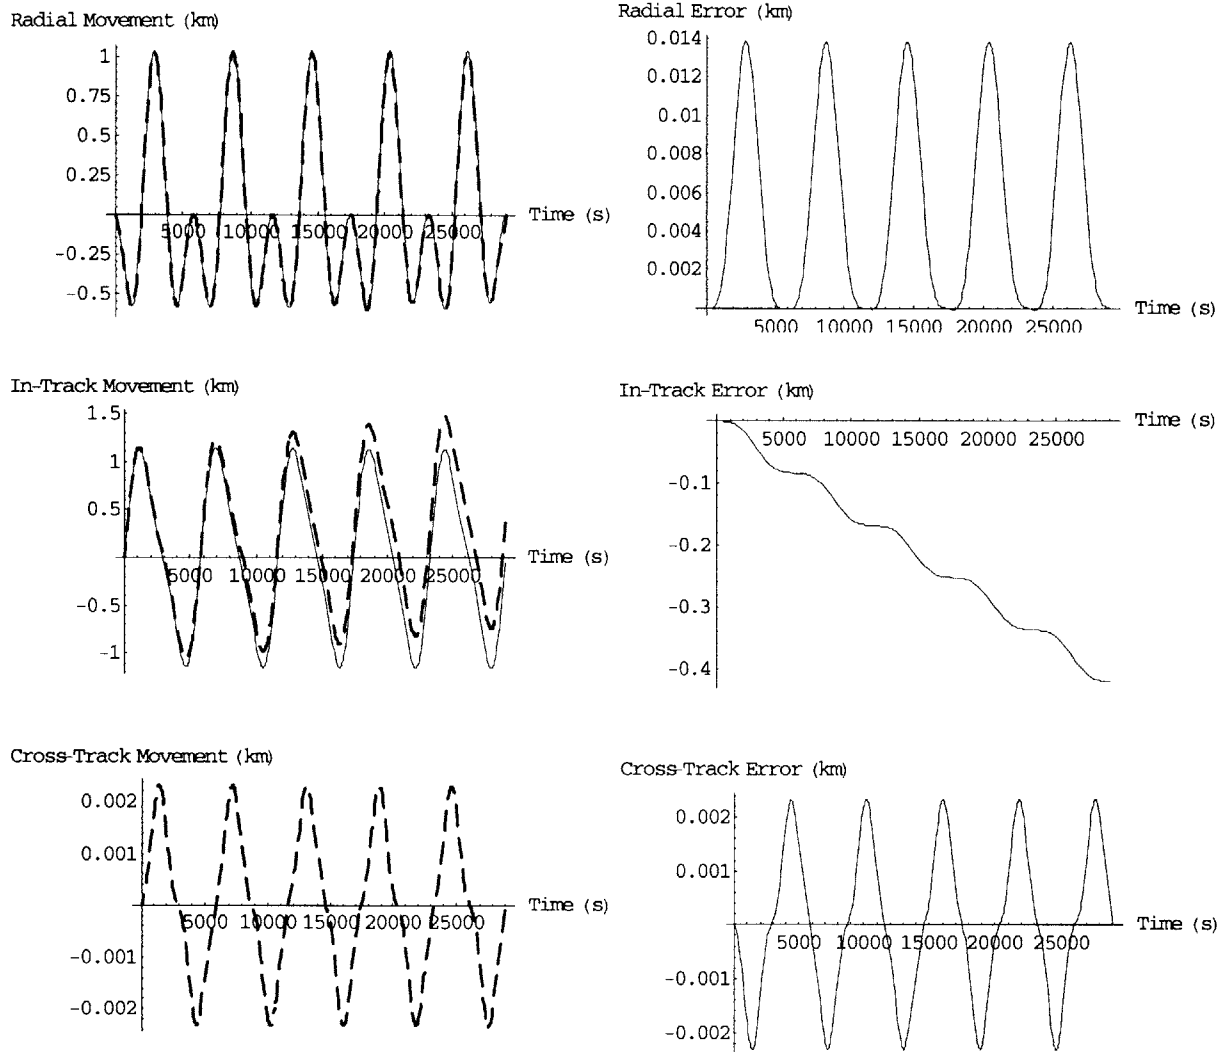 Radial Movement (km)
1
0.75
0.5
0.25
-0.25
-0.5
5000 10000 15000 20000 25000
Time (s)
Radial Error (km)
0.014
0.012
0.01
0.008
0.006
0.004
0.002
5000 10000 15000 20000 25000
Time (s)
In-Track Movement (km)
1.5
1
0.5
-0.5
-1
5000 10000 15000 20000 25000
Time (s)
In-Track Error (km)
-0.1
-0.2
-0.3
-0.4
5000 10000 15000 20000 25000
Time (s)
Cross-Track Movement (km)
0.002
0.001
-0.001
-0.002
5000 10000 15000 20000 25000
Time (s)
Cross-Track Error (km)
0.002
0.001
-0.001
-0.002
5000 10000 15000 20000 25000
Time (s)